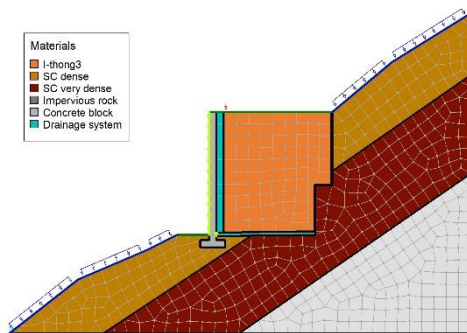 Materials
I-thong3
SC dense
SC very dense
Impervious rock
Concrete block
Drainage system